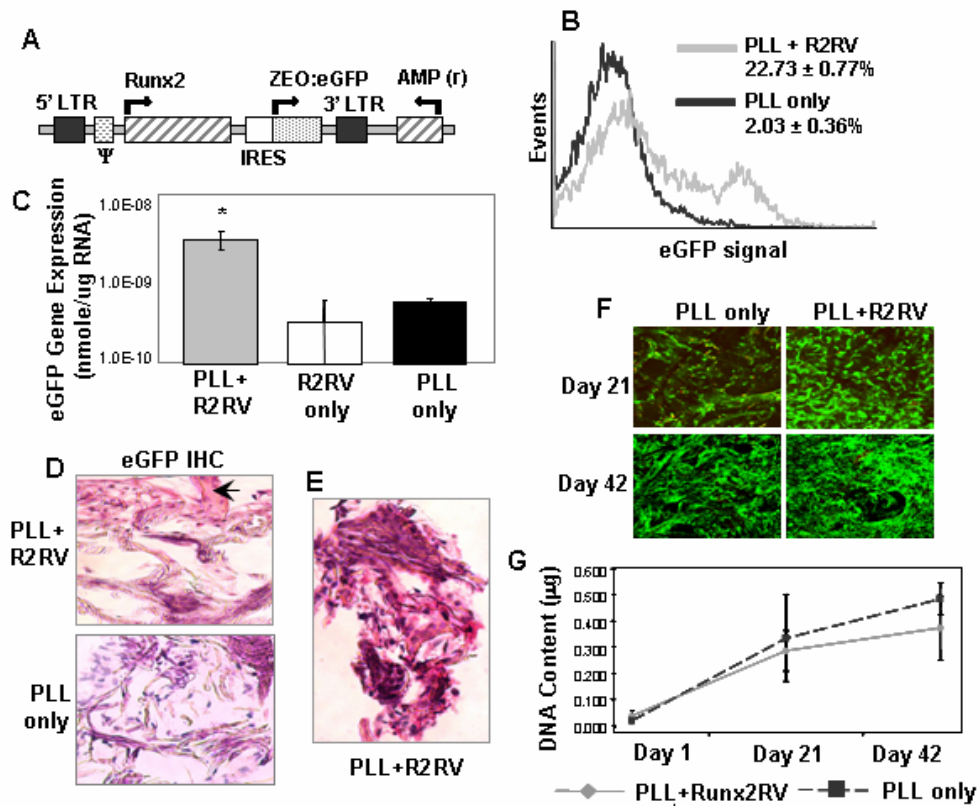 A
Runx2
ZEO:eGFP
AMP (r)
5' LTR
3' LTR
Ψ
IRES
B
PLL + R2RV
22.73 ± 0.77%
PLL only
2.03 ± 0.36%
Events
eGFP signal
C
eGFP Gene Expression
(nmole/ug RNA)
1.0E-08
1.0E-09
1.0E-10
*
PLL+
R2RV
R2RV
only
PLL
only
D
eGFP IHC
PLL+
R2RV
PLL
only
E
PLL+R2RV
F
PLL only
PLL+R2RV
Day 21
Day 42
G
DNA Content (µg)
0.600
0.500
0.400
0.300
0.200
0.100
0.000
Day 1
Day 21
Day 42
PLL+Runx2RV
PLL only